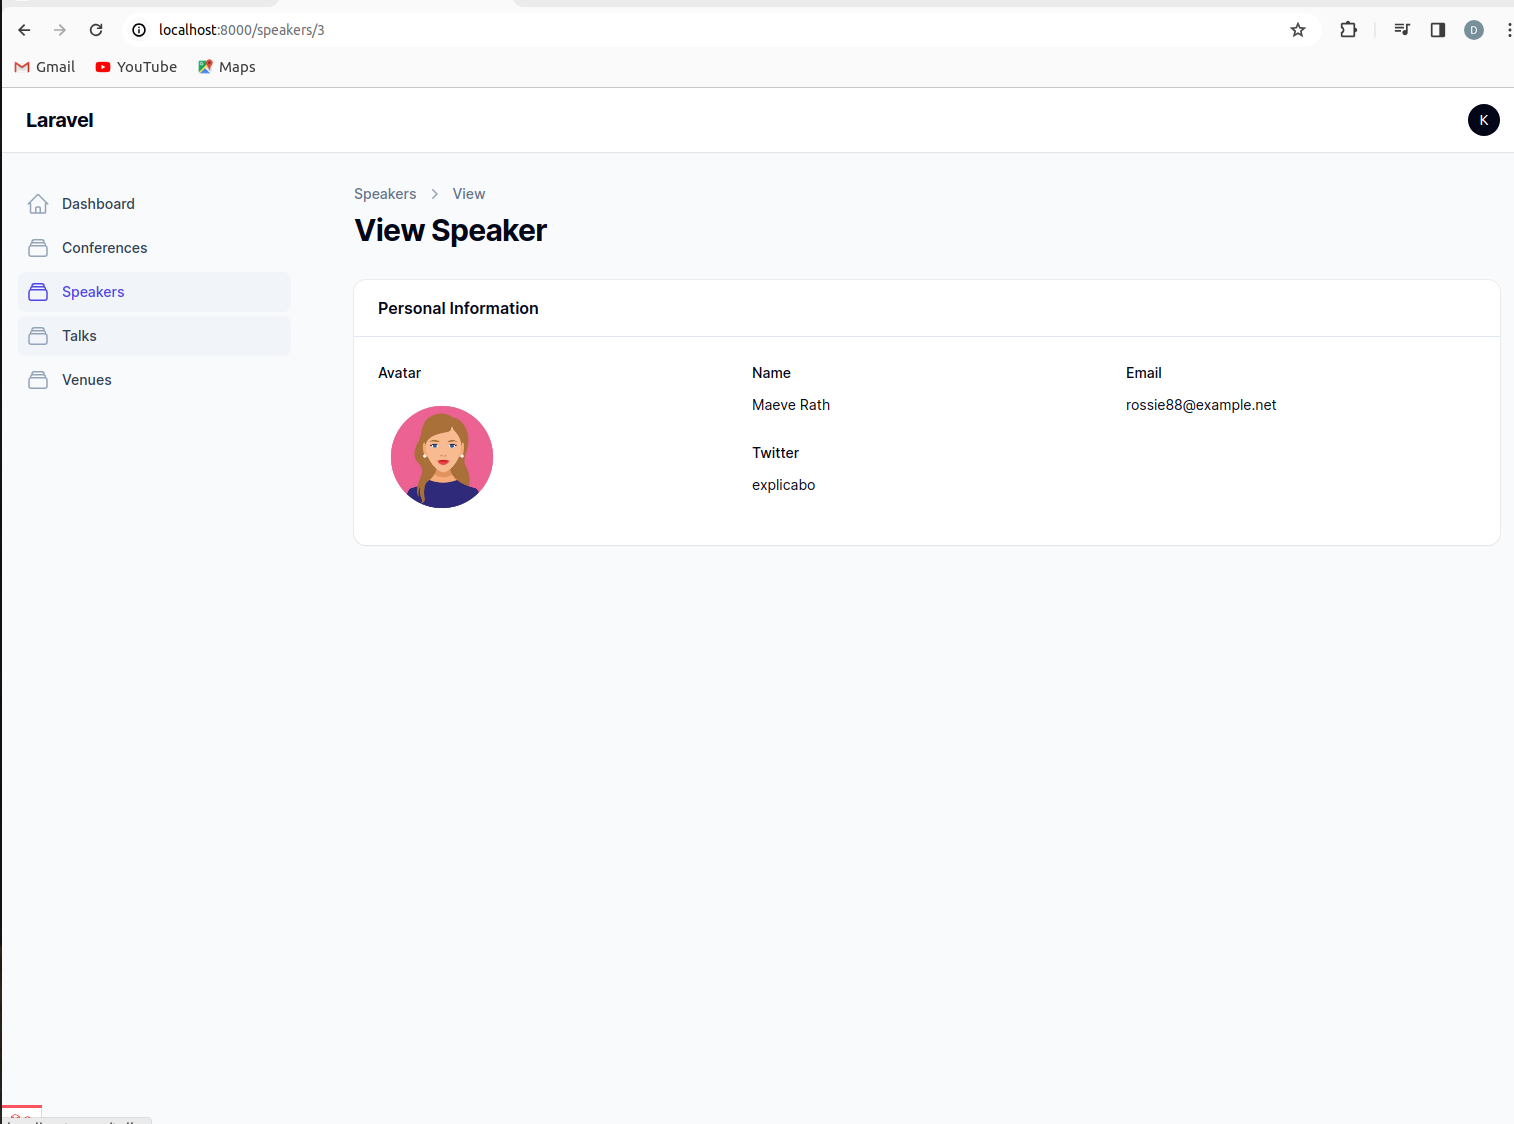 localhost:8000/speakers/3
D
Gmail YouTube Maps
Laravel
K
Dashboard
Conferences
Speakers
Talks
Venues
Speakers View
View Speaker
Personal Information
Avatar
Name
Maeve Rath
Email
rossie88@example.net
Twitter
explicabo